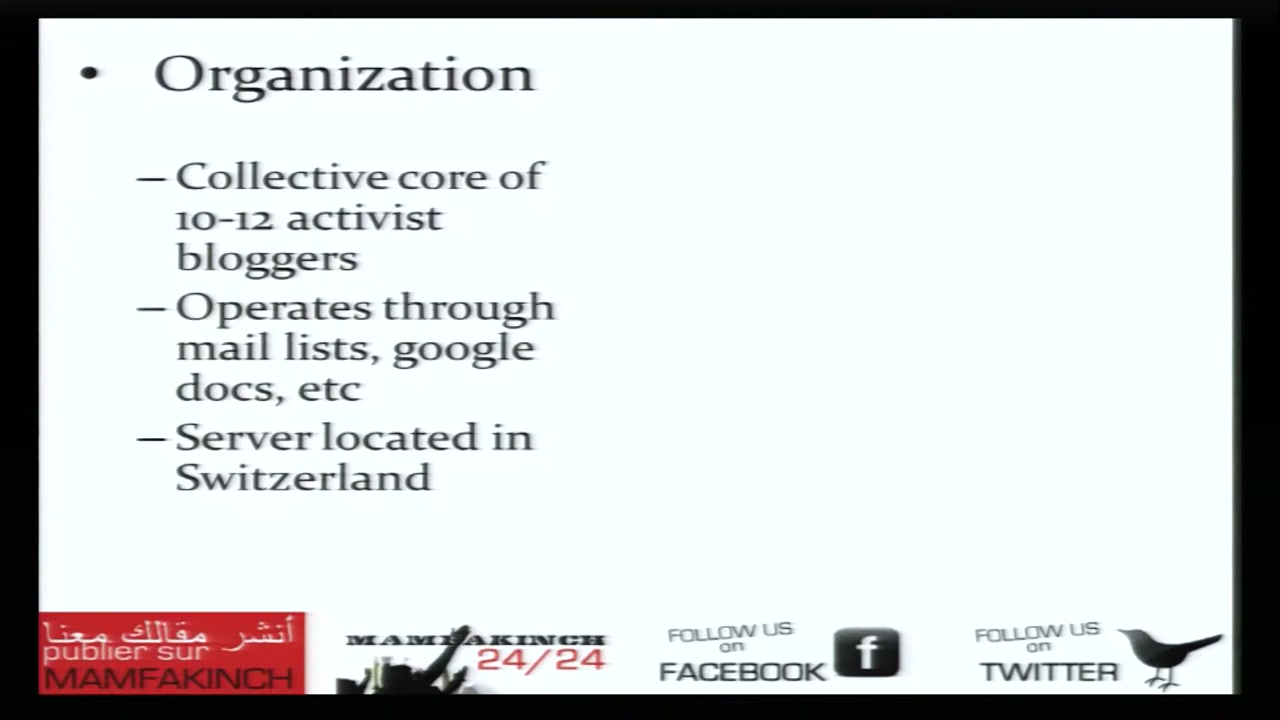 • Organization
– Collective core of
10-12 activist
bloggers
– Operates through
mail lists, google
docs, etc
– Server located in
Switzerland
أنشر مقالك معنا
publier sur
MAMFAKINCH
MAMFAKINCH
24/24
FOLLOW US
on
FACEBOOK
f
FOLLOW US
on
TWITTER